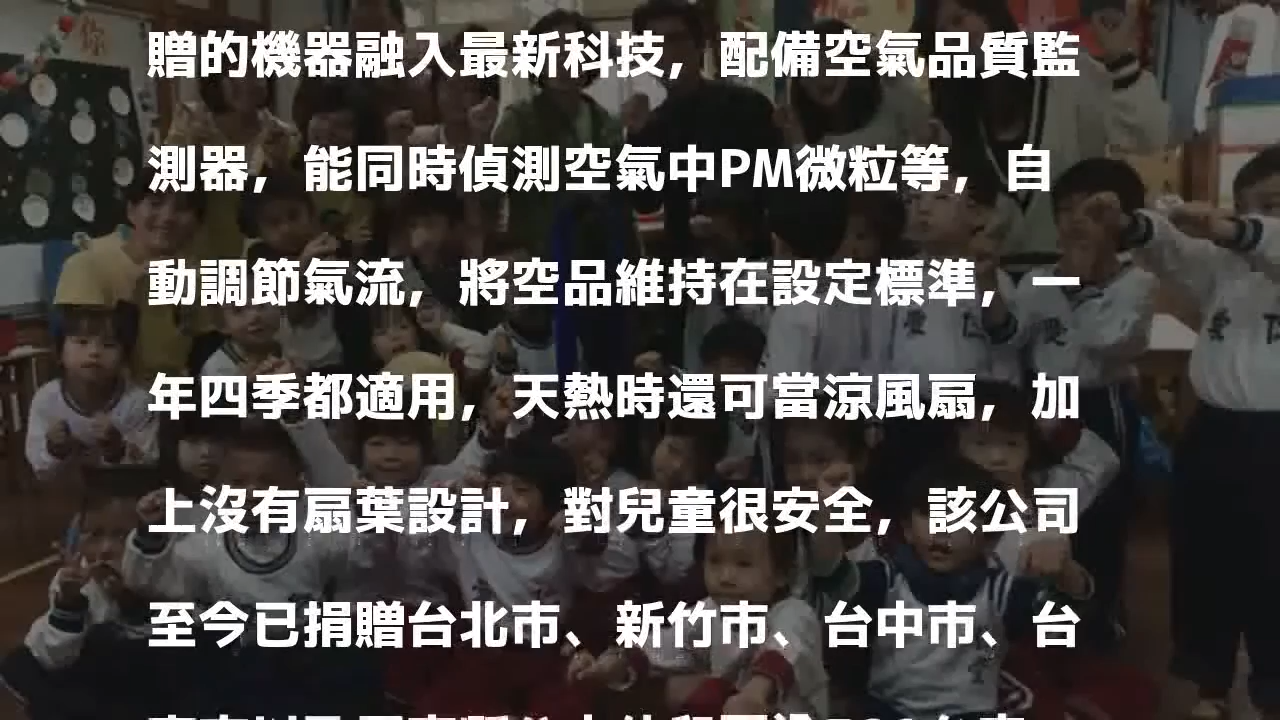 贈的機器融入最新科技，配備空氣品質監
測器，能同時偵測空氣中PM微粒等，自
動調節氣流，將空品維持在設定標準，一
年四季都適用，天熱時還可當涼風扇，加
上沒有扇葉設計，對兒童很安全，該公司
至今已捐贈台北市、新竹市、台中市、台